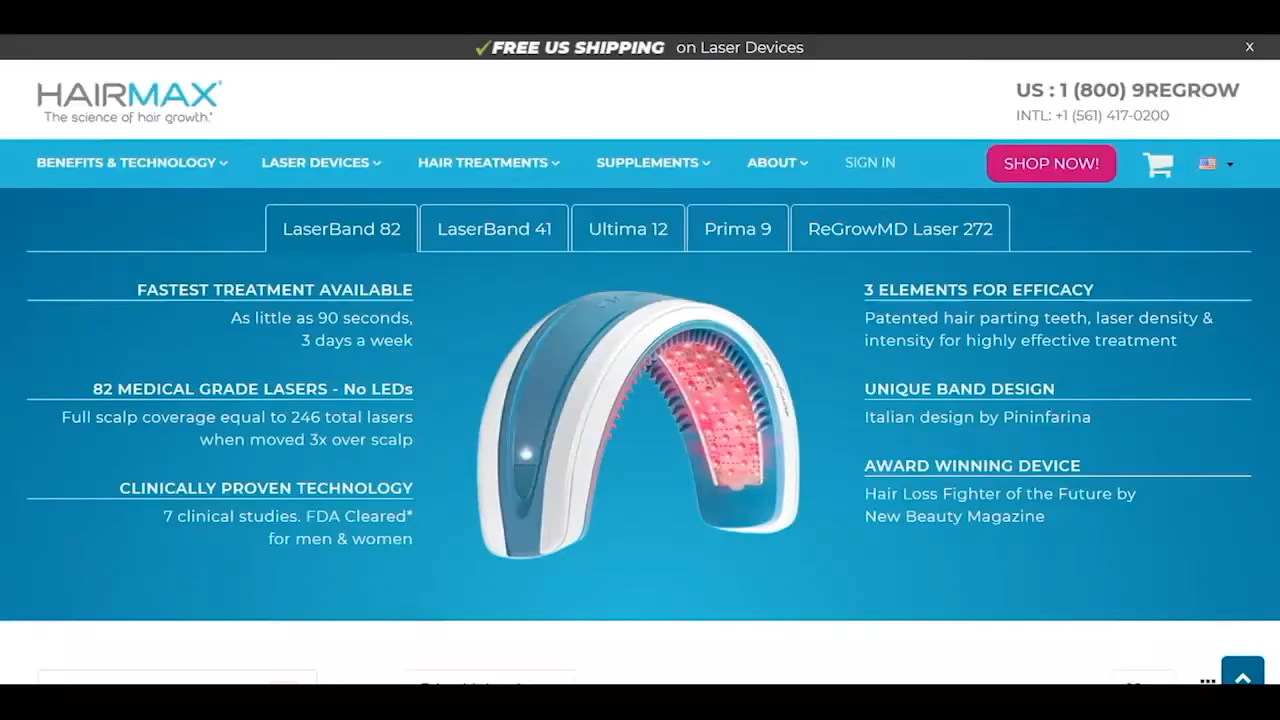 ✓FREE US SHIPPING on Laser Devices
X
HAIRMAX®
The science of hair growth.®
US : 1 (800) 9REGROW
INTL: +1 (561) 417-0200
BENEFITS & TECHNOLOGY
LASER DEVICES
HAIR TREATMENTS
SUPPLEMENTS
ABOUT
SIGN IN
SHOP NOW!
LaserBand 82
LaserBand 41
Ultima 12
Prima 9
ReGrowMD Laser 272
FASTEST TREATMENT AVAILABLE
As little as 90 seconds,
3 days a week
82 MEDICAL GRADE LASERS - No LEDs
Full scalp coverage equal to 246 total lasers
when moved 3x over scalp
CLINICALLY PROVEN TECHNOLOGY
7 clinical studies. FDA Cleared*
for men & women
3 ELEMENTS FOR EFFICACY
Patented hair parting teeth, laser density &
intensity for highly effective treatment
UNIQUE BAND DESIGN
Italian design by Pininfarina
AWARD WINNING DEVICE
Hair Loss Fighter of the Future by
New Beauty Magazine